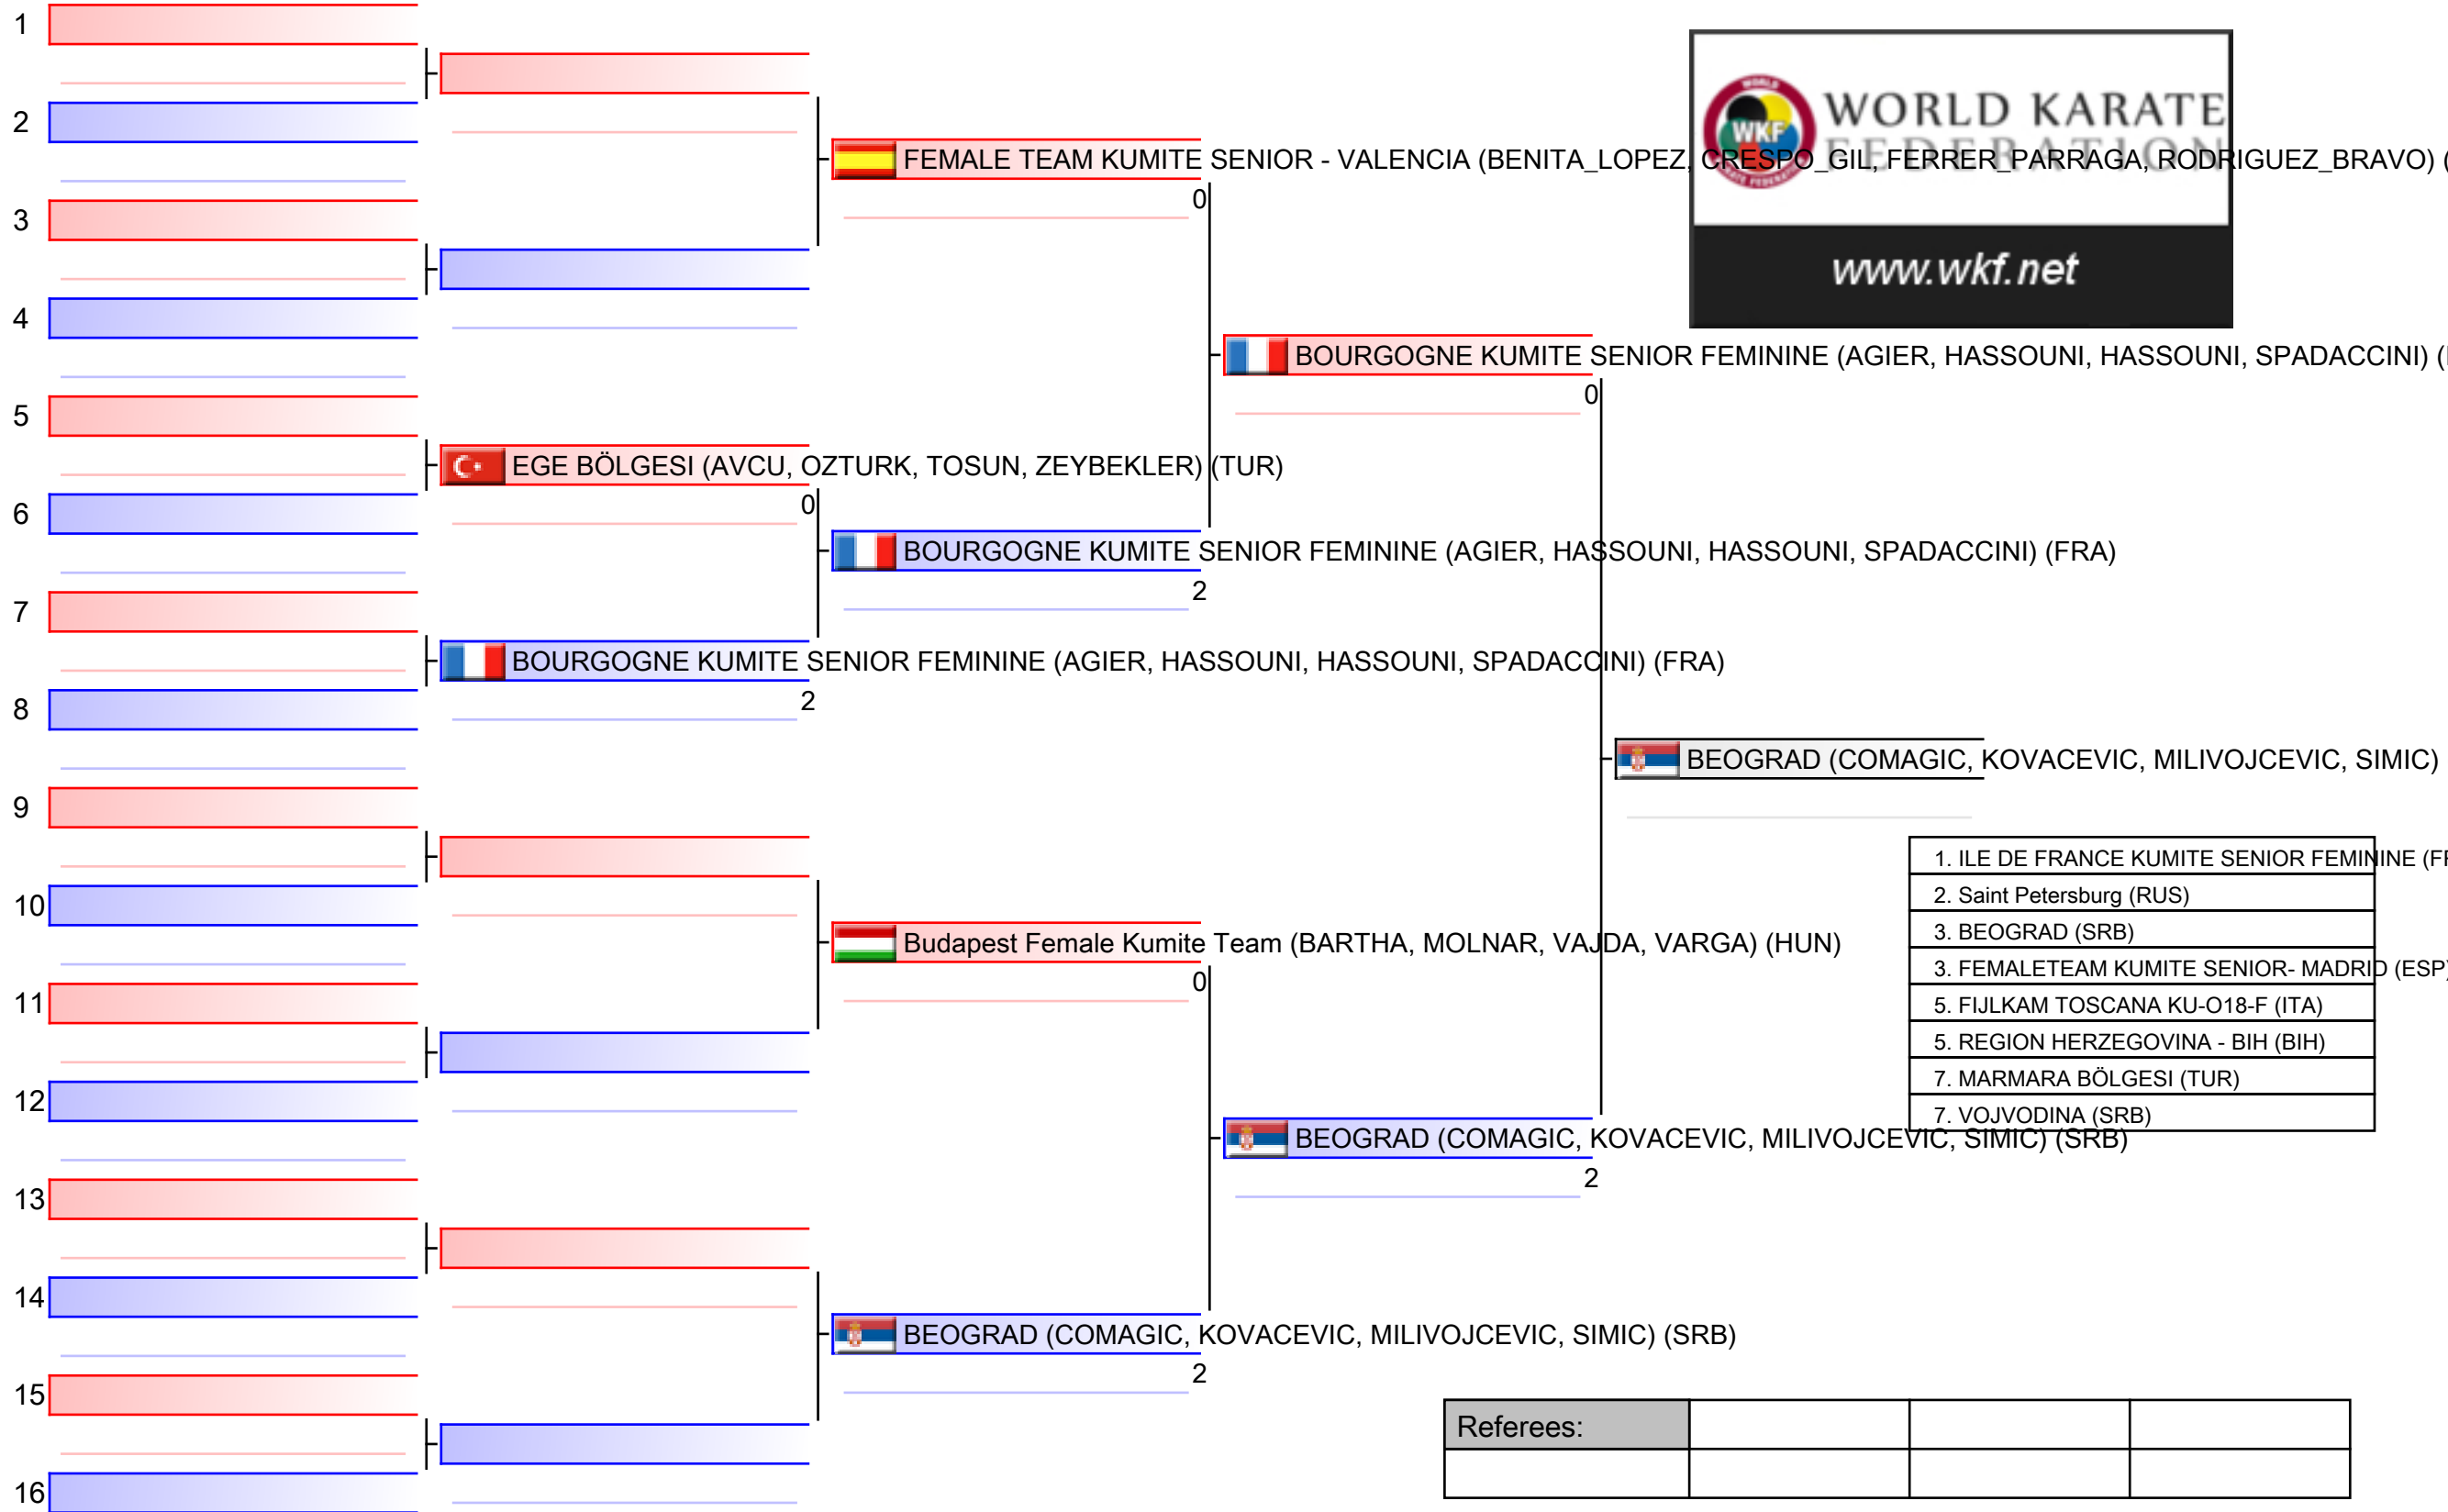 1
2
3
4
5
6
7
8
9
10
11
12
13
14
15
16
EGE BÖLGESI (AVCU, OZTURK, TOSUN, ZEYBEKLER) (TUR)
0
BOURGOGNE KUMITE SENIOR FEMININE (AGIER, HASSOUNI, HASSOUNI, SPADACCINI) (FRA)
2
FEMALE TEAM KUMITE SENIOR - VALENCIA (BENITA_LOPEZ, CRESPO_GIL, FERRER_PARRAGA, RODRIGUEZ_BRAVO) (
0
BOURGOGNE KUMITE SENIOR FEMININE (AGIER, HASSOUNI, HASSOUNI, SPADACCINI) (FRA)
2
Budapest Female Kumite Team (BARTHA, MOLNAR, VAJDA, VARGA) (HUN)
0
BEOGRAD (COMAGIC, KOVACEVIC, MILIVOJCEVIC, SIMIC) (SRB)
2
BOURGOGNE KUMITE SENIOR FEMININE (AGIER, HASSOUNI, HASSOUNI, SPADACCINI) (
0
BEOGRAD (COMAGIC, KOVACEVIC, MILIVOJCEVIC, SIMIC) (SRB)
2
BEOGRAD (COMAGIC, KOVACEVIC, MILIVOJCEVIC, SIMIC)
WORLD
WKF
WORLD KARATE
FEDERATION
www.wkf.net
1. ILE DE FRANCE KUMITE SENIOR FEMININE (F
2. Saint Petersburg (RUS)
3. BEOGRAD (SRB)
3. FEMALETEAM KUMITE SENIOR- MADRID (ESP)
5. FIJLKAM TOSCANA KU-O18-F (ITA)
5. REGION HERZEGOVINA - BIH (BIH)
7. MARMARA BÖLGESI (TUR)
7. VOJVODINA (SRB)
Referees: